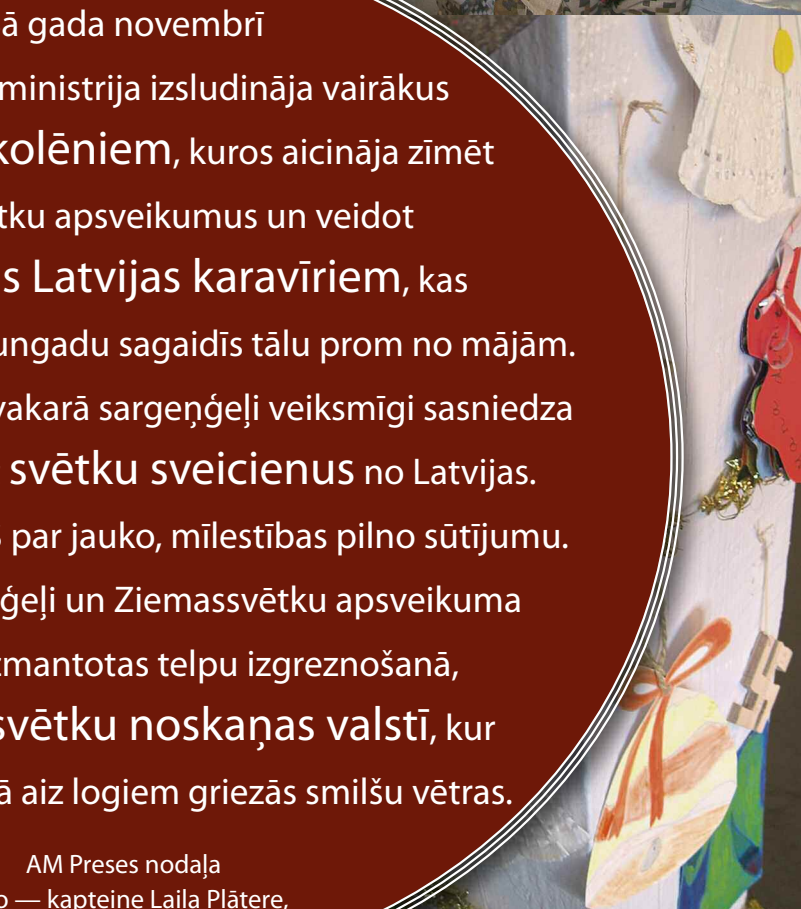 ā gada novembrī
ministrija izsludināja vairākus
kolēniem, kuros aicināja zīmēt
tku apsveikumus un veidot
s Latvijas karavīriem, kas
ungadu sagaidīs tālu prom no mājām.
vakarā sargeņģeļi veiksmīgi sasniedza
svētku sveicienus no Latvijas.
par jauko, mīlestības pilno sūtījumu.
ģeļi un Ziemassvētku apsveikuma
zmantotas telpu izgreznošanā,
svētku noskaņas valstī, kur
ā aiz logiem griezās smilšu vētras.
AM Preses nodaļa
o — kapteine Laila Plātere,